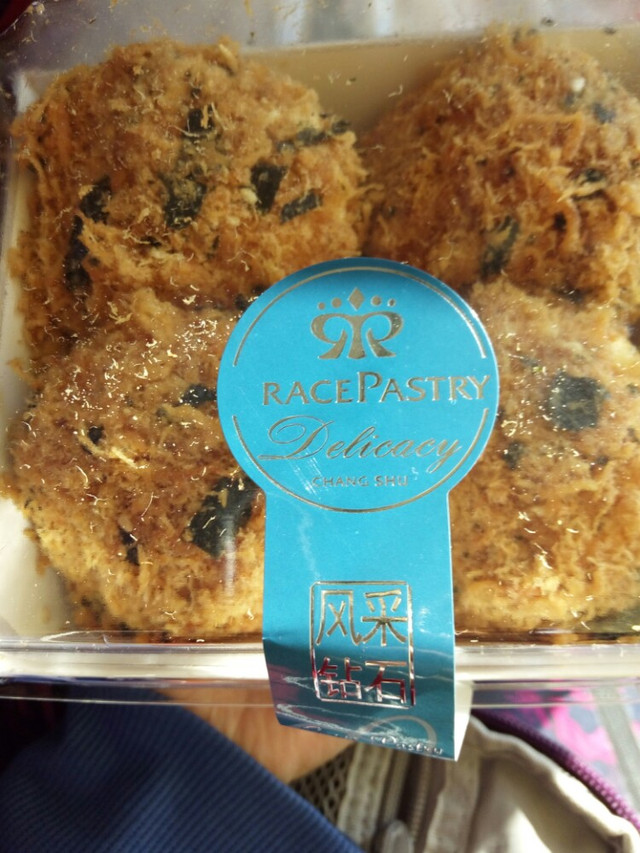 RACEPASTRY
Delicacy
CHANG SHU
风采
钻石